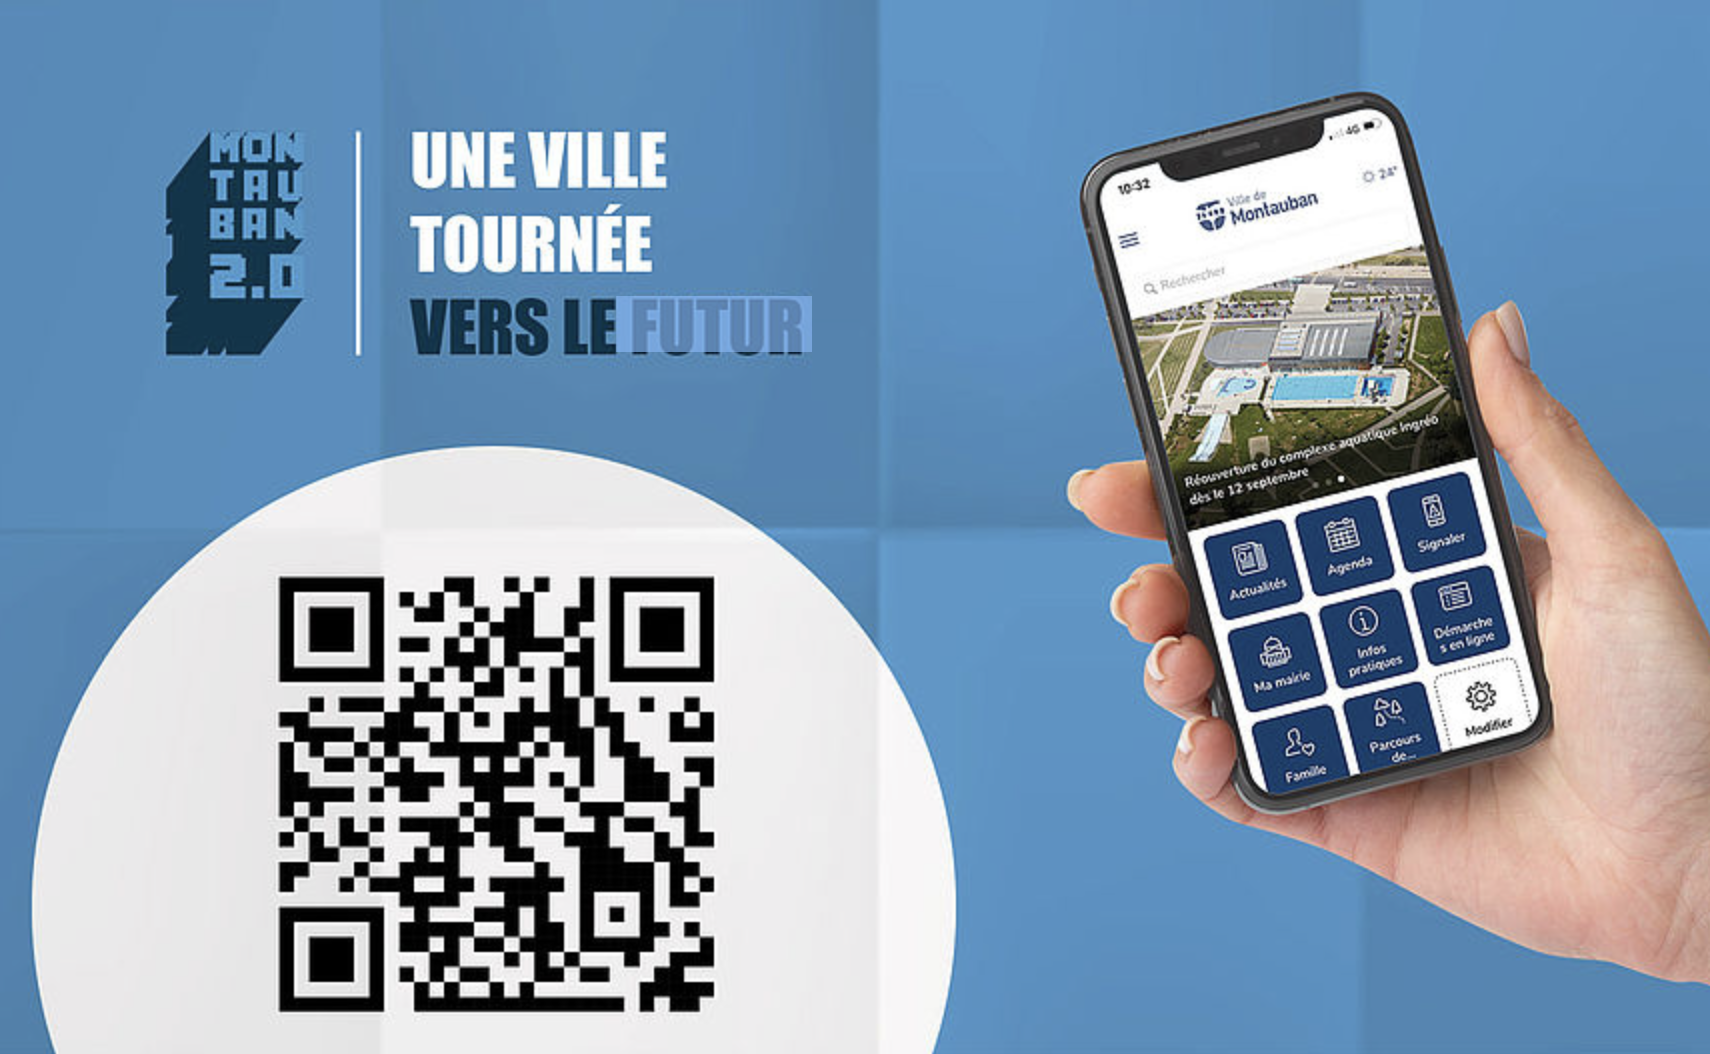 MON
TAU
BAN
2.0
UNE VILLE
TOURNÉE
VERS LE FUTUR
10:32
4G
Ville de
Montauban
24°
Rechercher
Réouverture du complexe aquatique Ingréo
dès le 12 septembre
Actualités
Agenda
Signaler
Ma mairie
Infos
pratiques
Démarche
s en ligne
Famille
Parcours
de...
Modifier